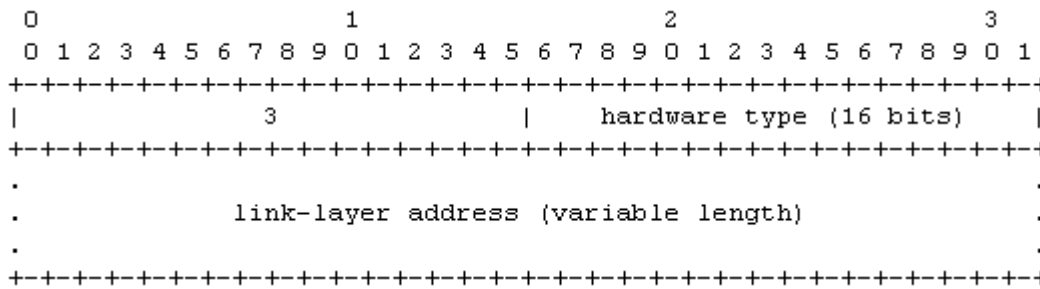 0                   1                   2                   3
0 1 2 3 4 5 6 7 8 9 0 1 2 3 4 5 6 7 8 9 0 1 2 3 4 5 6 7 8 9 0 1
+-+-+-+-+-+-+-+-+-+-+-+-+-+-+-+-+-+-+-+-+-+-+-+-+-+-+-+-+-+-+-+-+
|               3               |    hardware type (16 bits)    |
+-+-+-+-+-+-+-+-+-+-+-+-+-+-+-+-+-+-+-+-+-+-+-+-+-+-+-+-+-+-+-+-+
.                                                               .
.             link-layer address (variable length)              .
.                                                               .
+-+-+-+-+-+-+-+-+-+-+-+-+-+-+-+-+-+-+-+-+-+-+-+-+-+-+-+-+-+-+-+-+